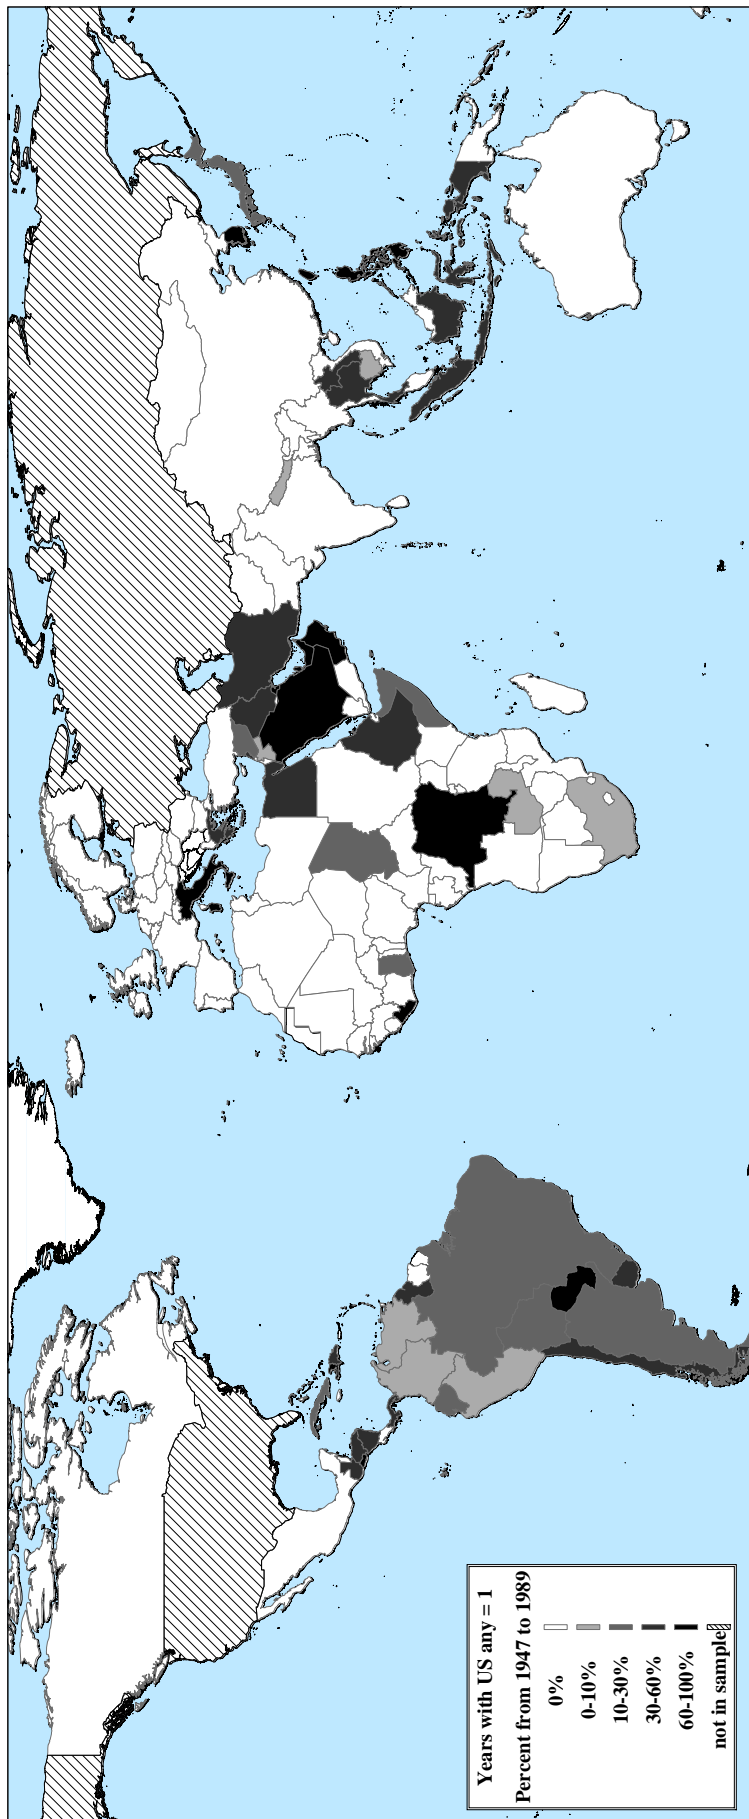 Years with US any = 1
Percent from 1947 to 1989
0%
0-10%
10-30%
30-60%
60-100%
not in sample